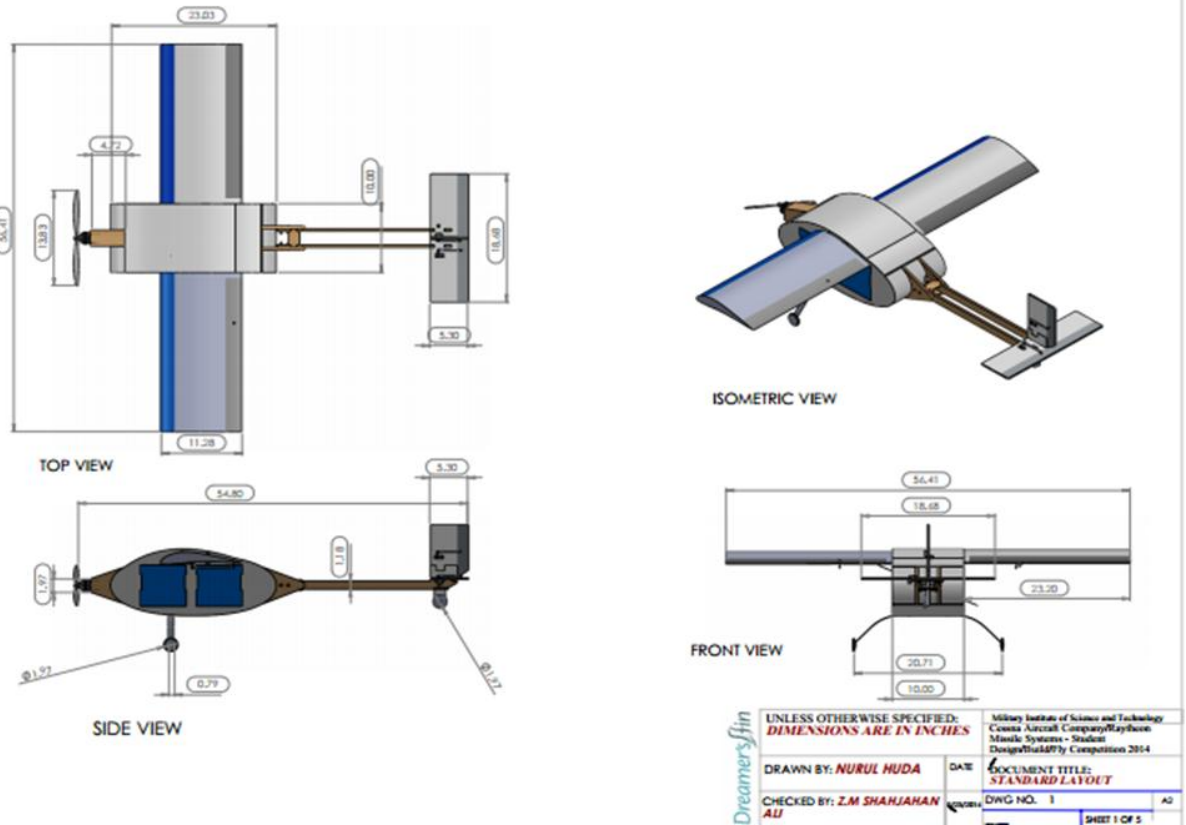 23.03
4.72
10.00
13.83
18.68
5.30
11.28
TOP VIEW
ISOMETRIC VIEW
54.80
5.30
1.18
1.97
Ø1.97
0.79
SIDE VIEW
56.41
18.68
23.20
20.71
10.00
FRONT VIEW
UNLESS OTHERWISE SPECIFIED:
DIMENSIONS ARE IN INCHES
Military Institute of Science and Technology
Cessna Aircraft Company/Raytheon
Missile Systems - Student
Design/Build/Fly Competition 2014
DRAWN BY: NURUL HUDA
DATE
DOCUMENT TITLE:
STANDARD LAYOUT
CHECKED BY: Z.M SHAHJAHAN
ALI
DWG NO. 1
A2
SHEET 1 OF 5